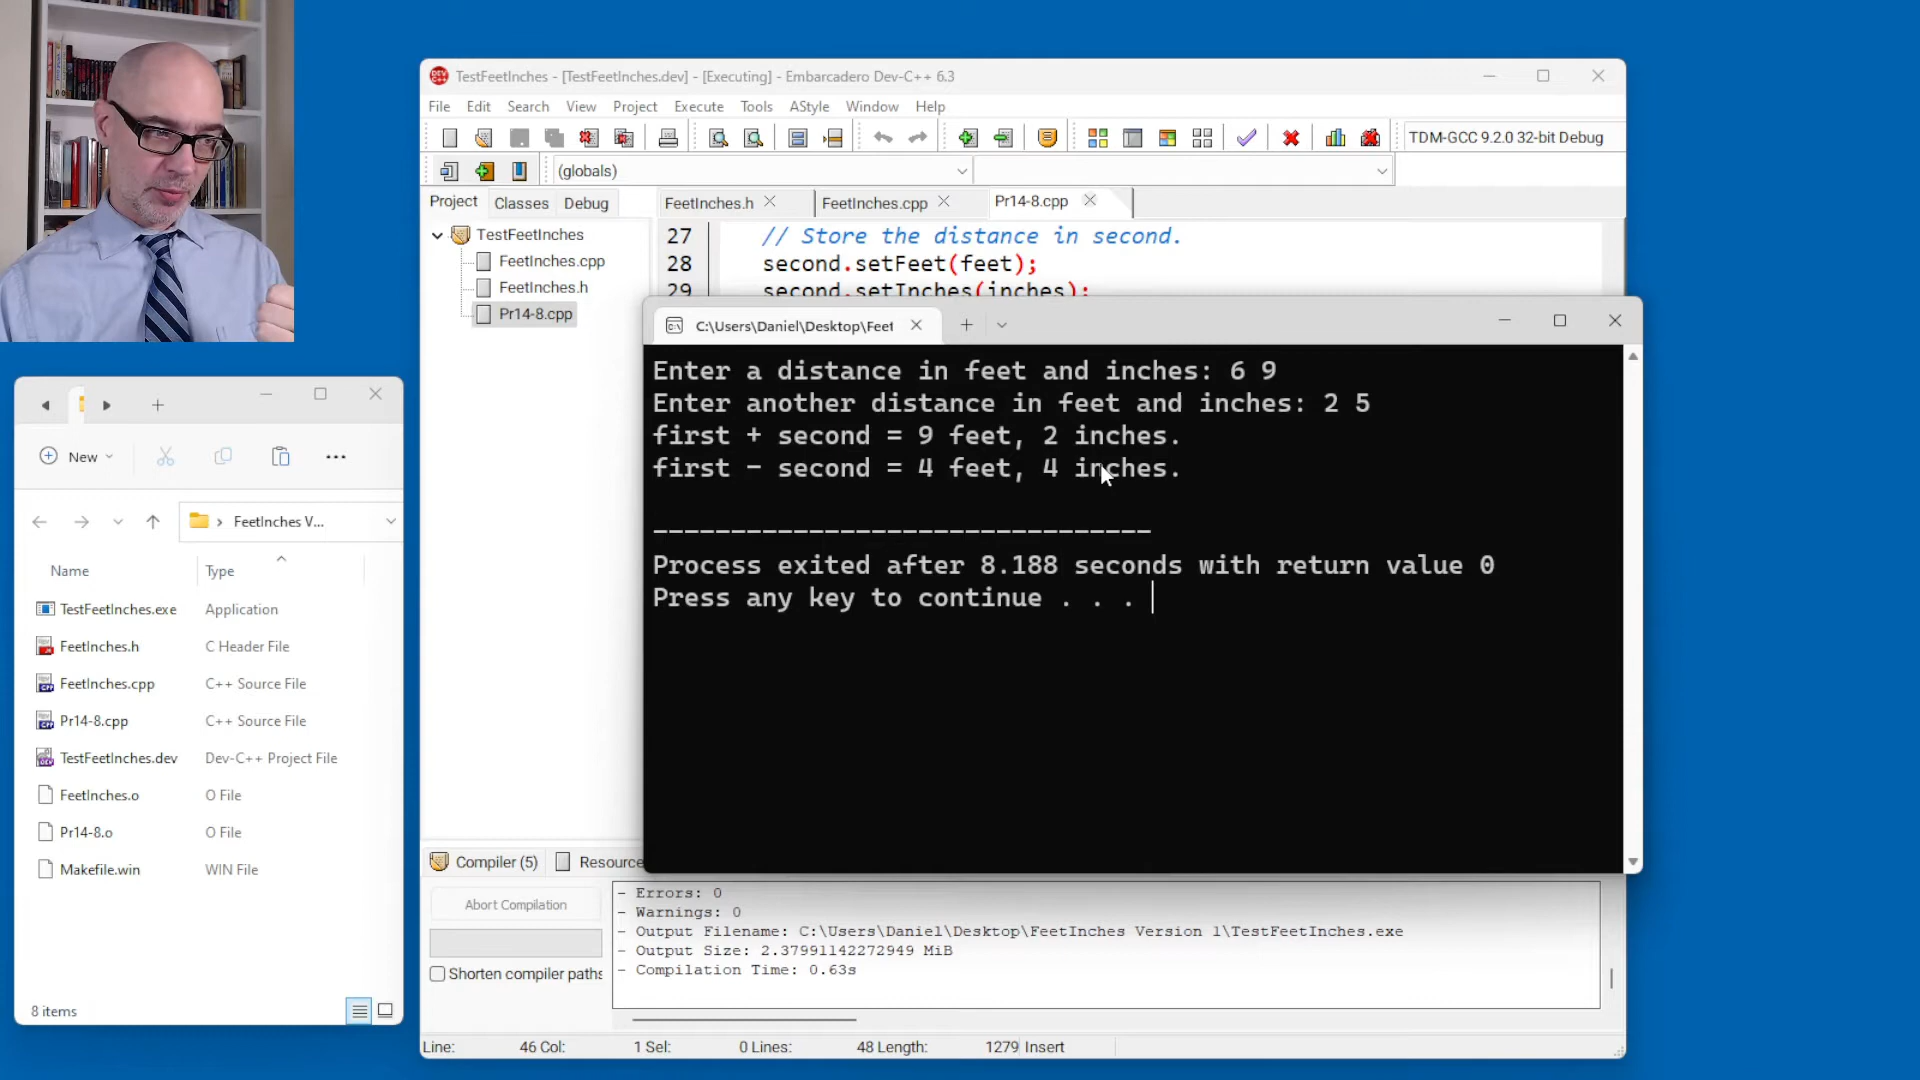 TestFeetInches - [TestFeetInches.dev] - [Executing] - Embarcadero Dev-C++ 6.3
File Edit Search View Project Execute Tools AStyle Window Help
TDM-GCC 9.2.0 32-bit Debug
(globals)
Project Classes Debug
FeetInches.h FeetInches.cpp Pr14-8.cpp
TestFeetInches
FeetInches.cpp
FeetInches.h
Pr14-8.cpp
27 // Store the distance in second.
28 second.setFeet(feet);
29 second.setInches(inches);
C:\Users\Daniel\Desktop\Feet
Enter a distance in feet and inches: 6 9
Enter another distance in feet and inches: 2 5
first + second = 9 feet, 2 inches.
first - second = 4 feet, 4 inches.
--------------------------------
Process exited after 8.188 seconds with return value 0
Press any key to continue . . .
New
FeetInches V...
Name Type
TestFeetInches.exe Application
FeetInches.h C Header File
FeetInches.cpp C++ Source File
Pr14-8.cpp C++ Source File
TestFeetInches.dev Dev-C++ Project File
FeetInches.o O File
Pr14-8.o O File
Makefile.win WIN File
8 items
Compiler (5) Resource
Abort Compilation
Shorten compiler paths
- Errors: 0
- Warnings: 0
- Output Filename: C:\Users\Daniel\Desktop\FeetInches Version 1\TestFeetInches.exe
- Output Size: 2.37991142272949 MiB
- Compilation Time: 0.63s
Line: 46 Col: 1 Sel: 0 Lines: 48 Length: 1279 Insert